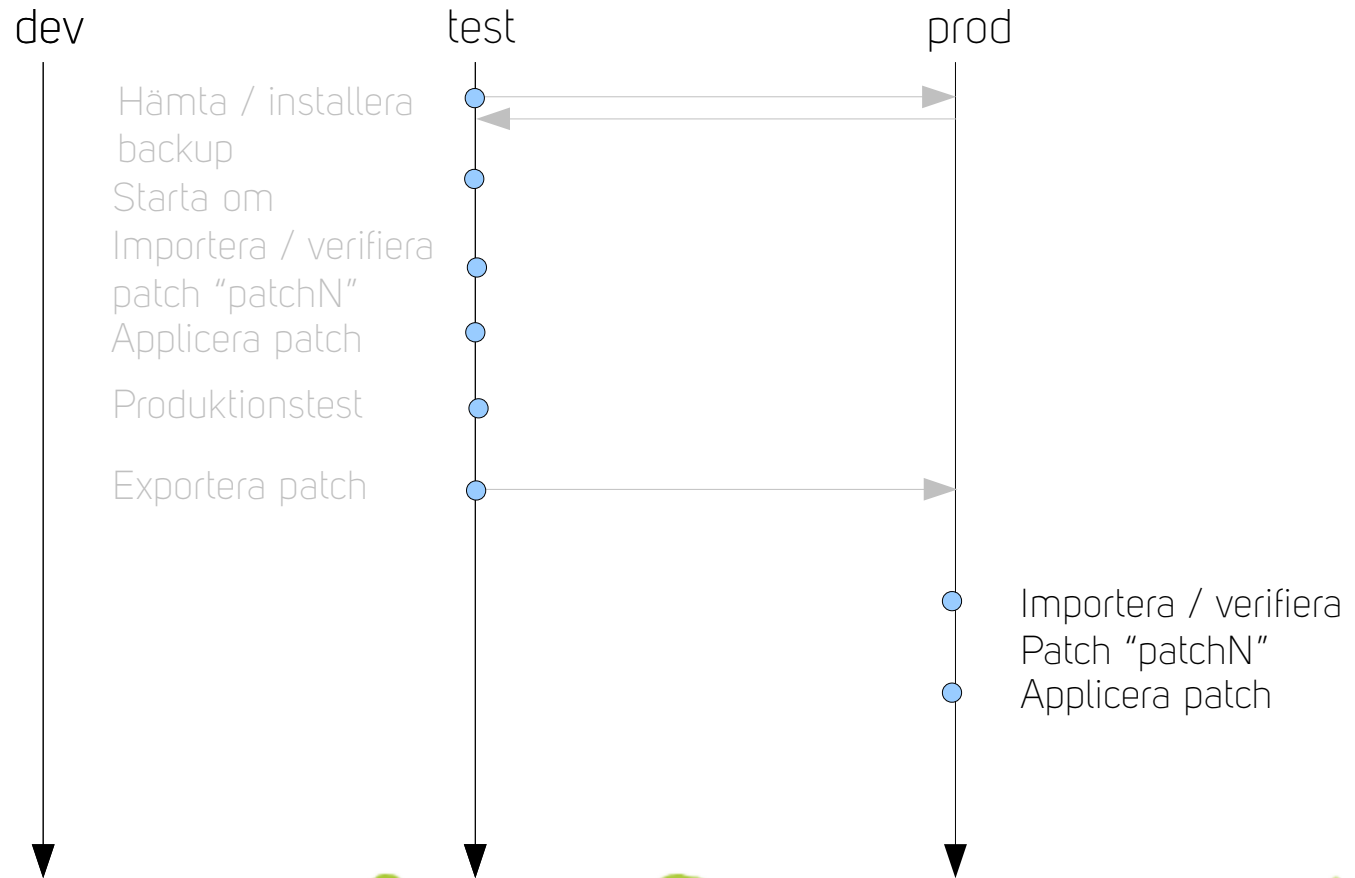 dev
test
prod
Hämta / installera
backup
Starta om
Importera / verifiera
patch “patchN”
Applicera patch
Produktionstest
Exportera patch
Importera / verifiera
Patch “patchN”
Applicera patch